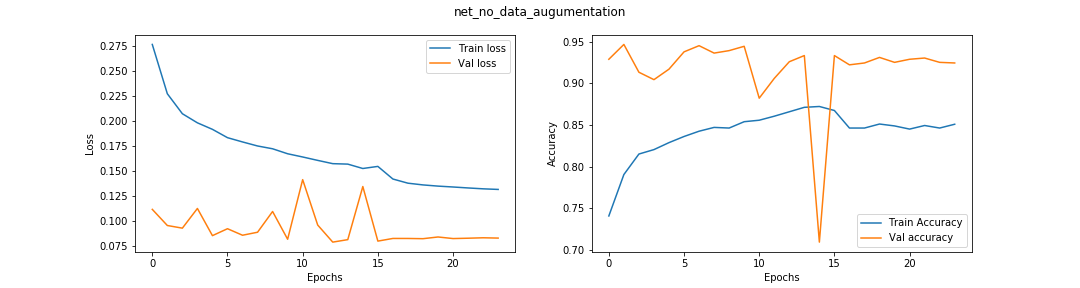 net_no_data_augumentation
0.275
0.250
0.225
0.200
0.175
0.150
0.125
0.100
0.075
Loss
0 5 10 15 20
Epochs
Train loss
Val loss
0.95
0.90
0.85
0.80
0.75
0.70
Accuracy
0 5 10 15 20
Epochs
Train Accuracy
Val accuracy